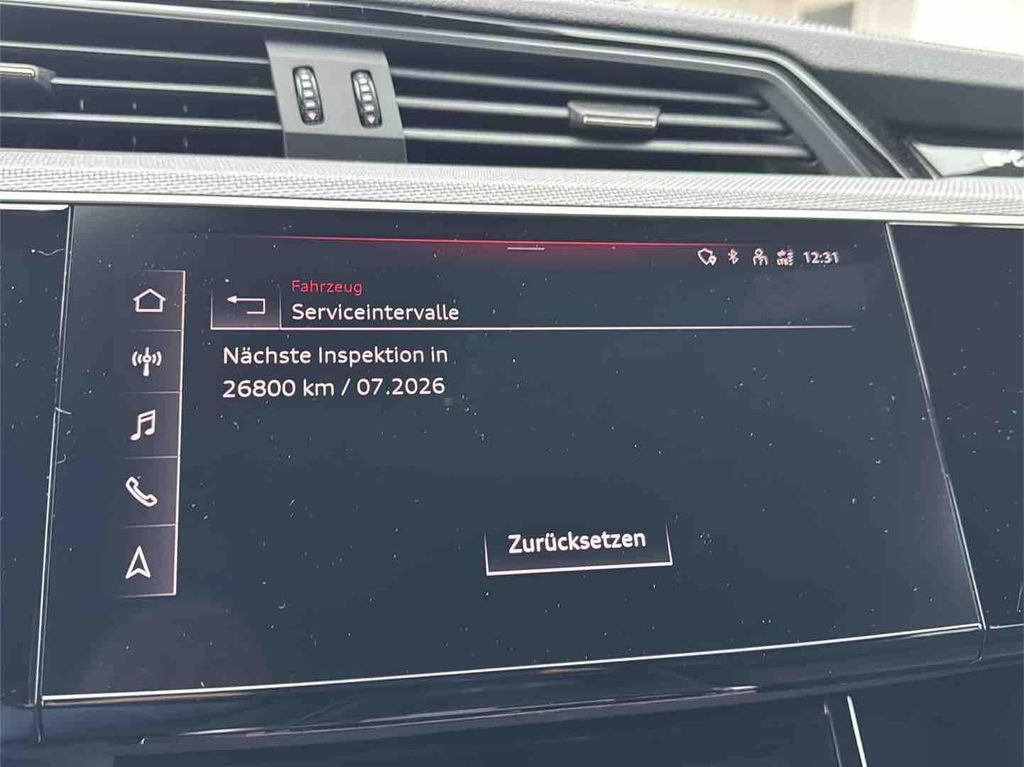 12:31
Fahrzeug
Serviceintervalle
Nächste Inspektion in
26800 km / 07.2026
Zurücksetzen